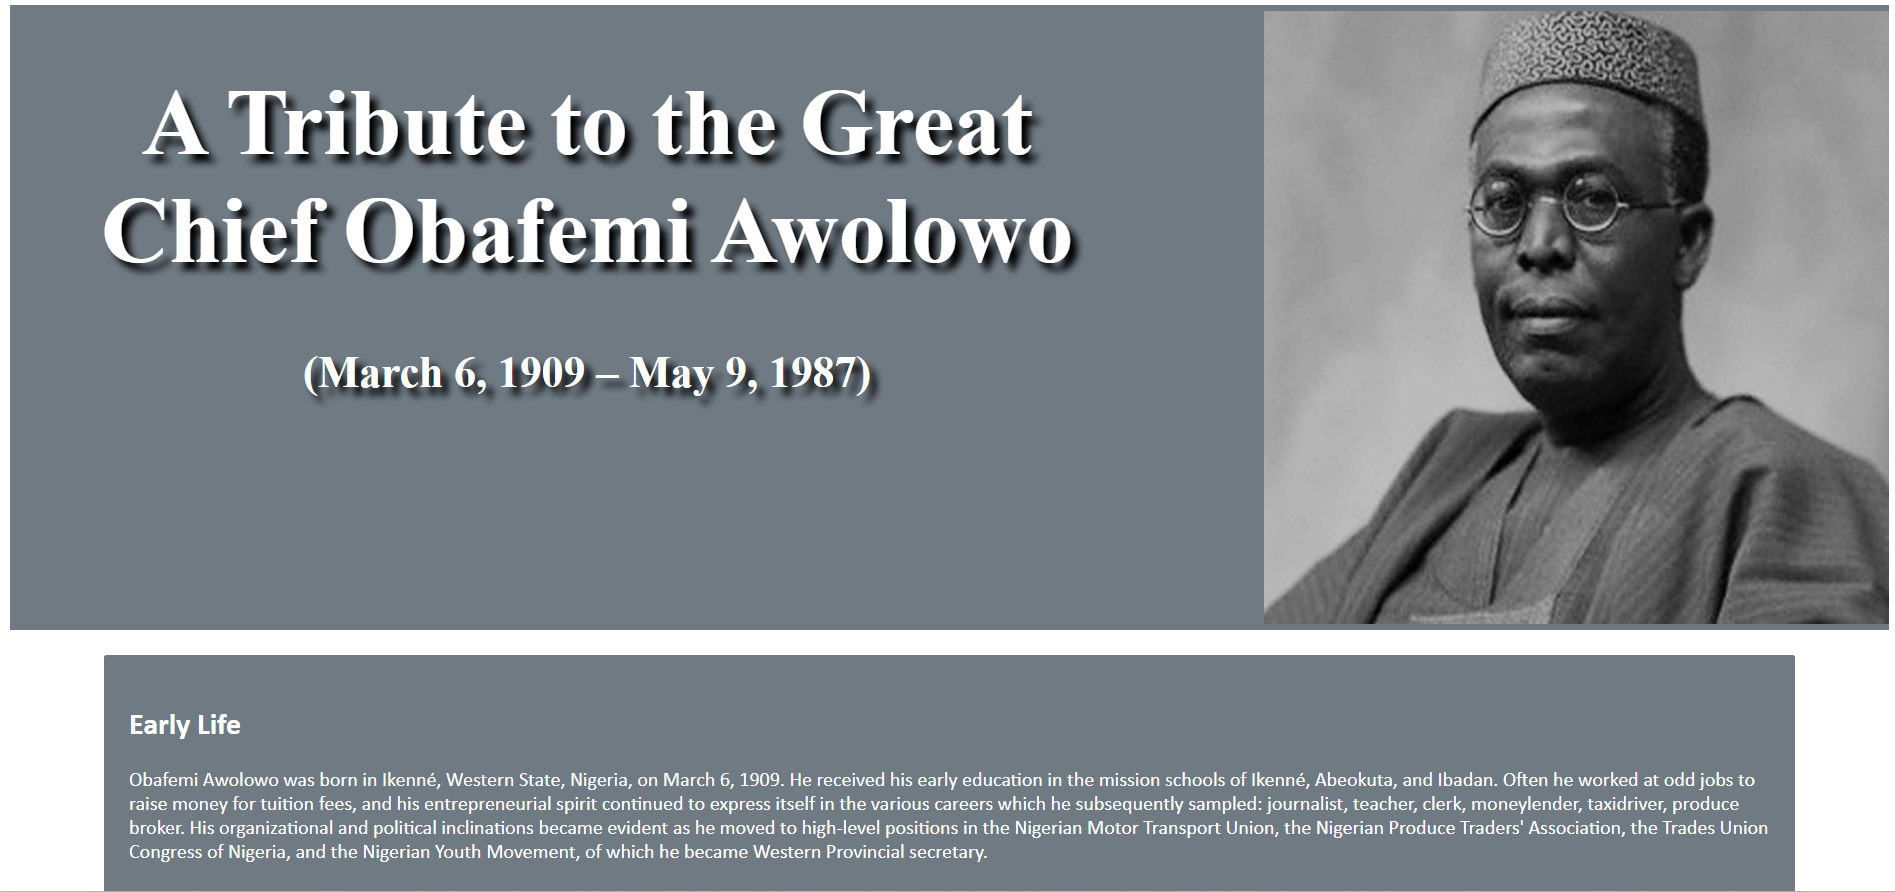 A Tribute to the Great
Chief Obafemi Awolowo
(March 6, 1909 – May 9, 1987)
Early Life
Obafemi Awolowo was born in Ikenné, Western State, Nigeria, on March 6, 1909. He received his early education in the mission schools of Ikenné, Abeokuta, and Ibadan. Often he worked at odd jobs to
raise money for tuition fees, and his entrepreneurial spirit continued to express itself in the various careers which he subsequently sampled: journalist, teacher, clerk, moneylender, taxidriver, produce
broker. His organizational and political inclinations became evident as he moved to high-level positions in the Nigerian Motor Transport Union, the Nigerian Produce Traders' Association, the Trades Union
Congress of Nigeria, and the Nigerian Youth Movement, of which he became Western Provincial secretary.